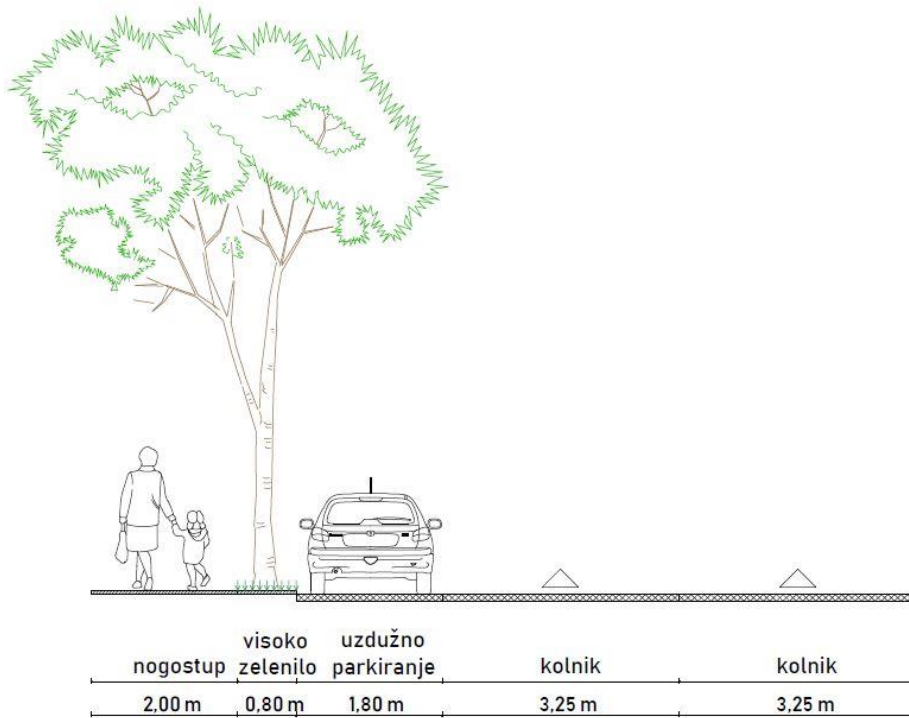 nogostup
visoko
zelenilo
uzdužno
parkiranje
kolnik
kolnik
2,00 m
0,80 m
1,80 m
3,25 m
3,25 m